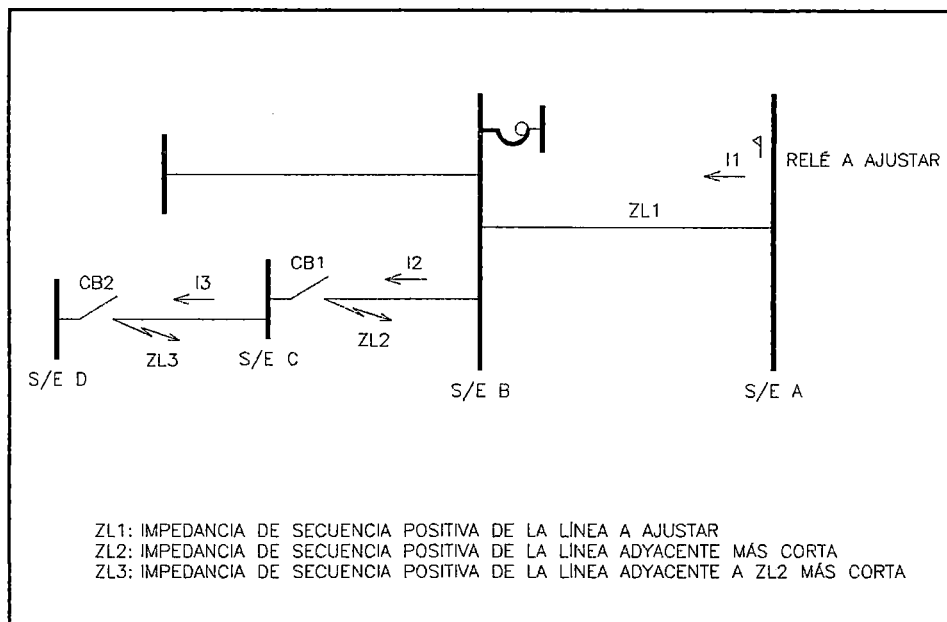 I1
RELÉ A AJUSTAR
ZL1
CB2
I3
CB1
I2
ZL3
ZL2
S/E D
S/E C
S/E B
S/E A
ZL1: IMPEDANCIA DE SECUENCIA POSITIVA DE LA LÍNEA A AJUSTAR
ZL2: IMPEDANCIA DE SECUENCIA POSITIVA DE LA LÍNEA ADYACENTE MÁS CORTA
ZL3: IMPEDANCIA DE SECUENCIA POSITIVA DE LA LÍNEA ADYACENTE A ZL2 MÁS CORTA